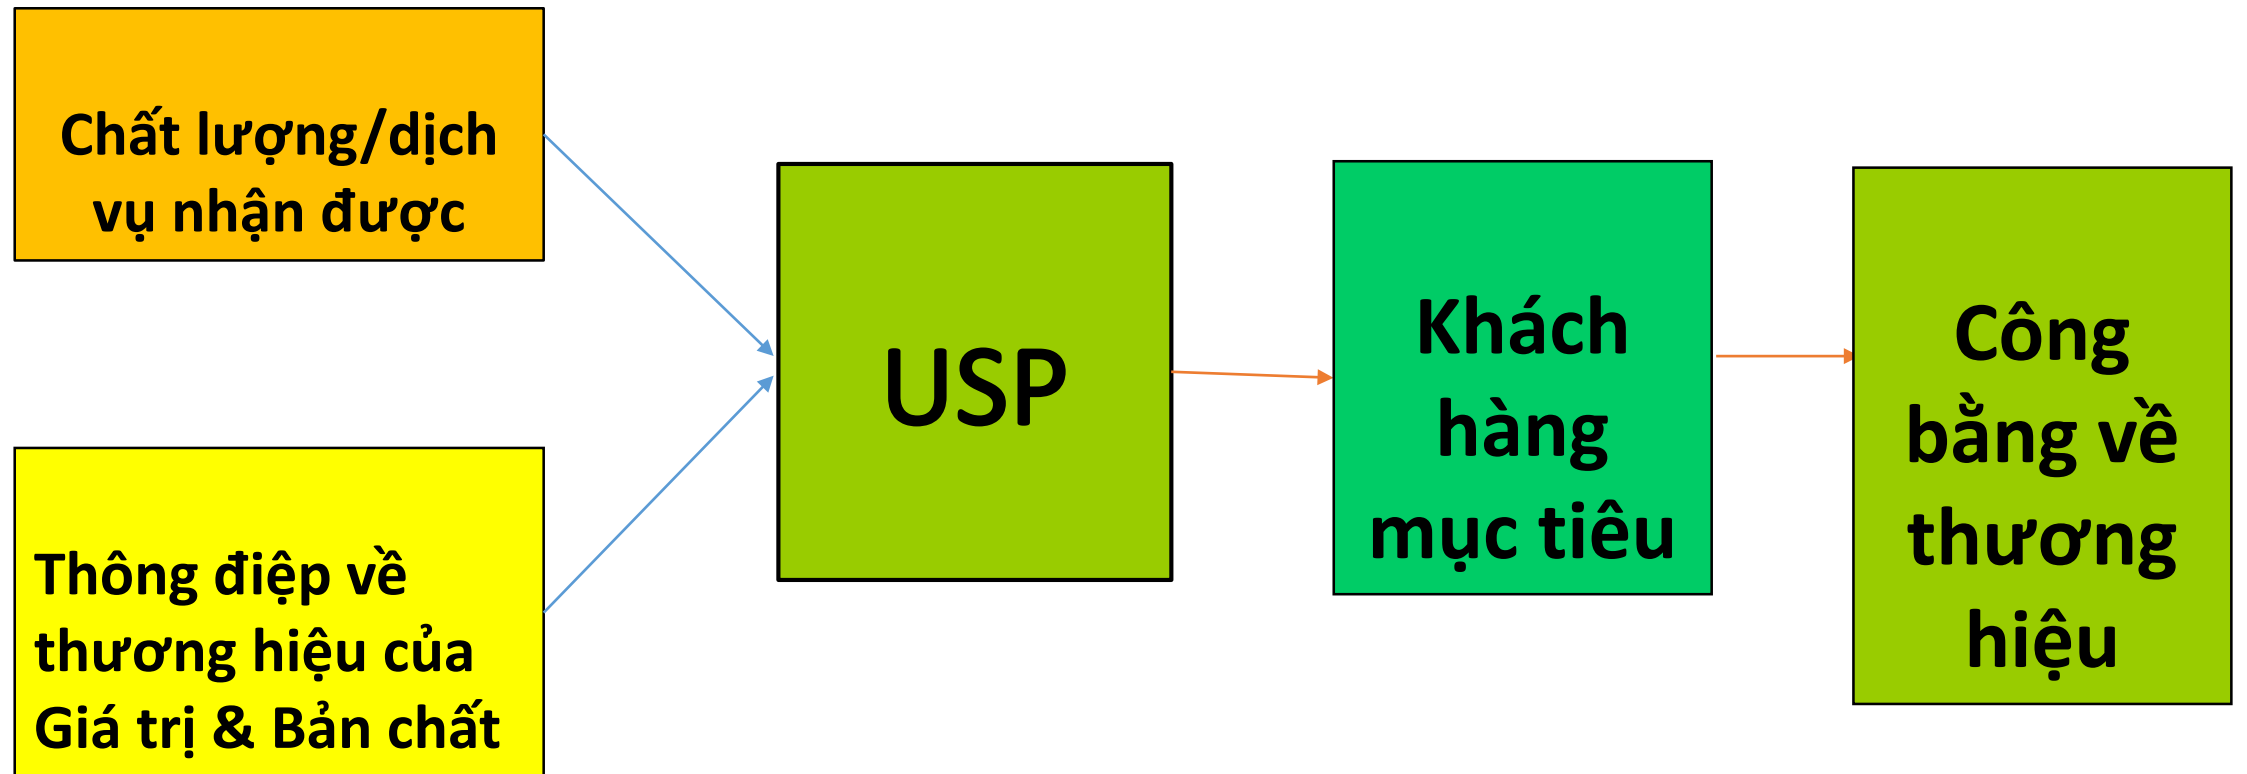 Chất lượng/dịch
vụ nhận được
Thông điệp về
thương hiệu của
Giá trị & Bản chất
USP
Khách
hàng
mục tiêu
Công
bằng về
thương
hiệu